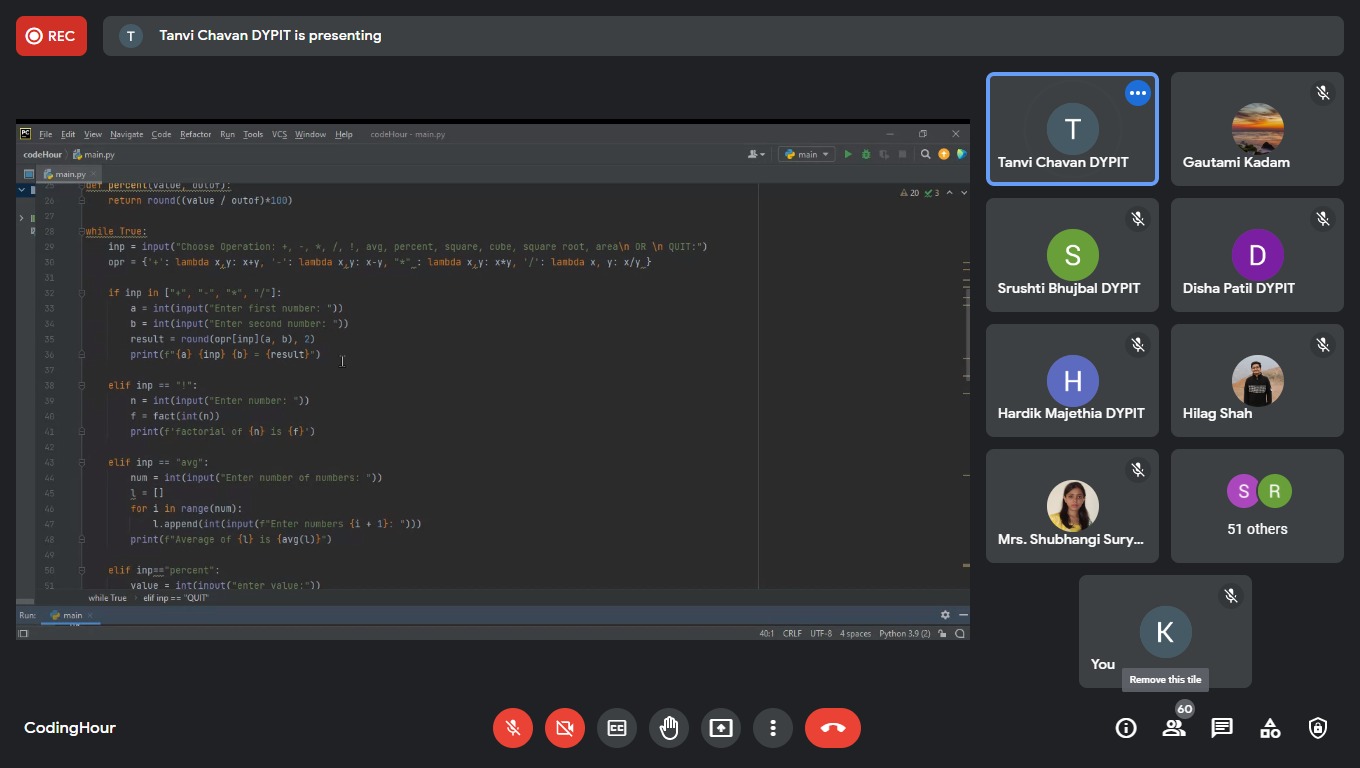 REC
T
Tanvi Chavan DYPIT is presenting
PC File Edit View Navigate Code Refactor Run Tools VCS Window Help codeHour - main.py
codeHour main.py
main
main.py
20 3
25 def percent(value, outof):
26 return round((value / outof)*100)
27
28 while True:
29 inp = input("Choose Operation: +, -, *, /, !, avg, percent, square, cube, square root, area\n OR \n QUIT:")
30 opr = {'+': lambda x,y: x+y, '-': lambda x,y: x-y, "*" : lambda x,y: x*y, '/': lambda x, y: x/y }
31
32 if inp in ["+", "-", "*", "/"]:
33 a = int(input("Enter first number: "))
34 b = int(input("Enter second number: "))
35 result = round(opr[inp](a, b), 2)
36 print(f"{a} {inp} {b} = {result}")
37
38 elif inp == "!":
39 n = int(input("Enter number: "))
40 f = fact(int(n))
41 print(f'factorial of {n} is {f}')
42
43 elif inp == "avg":
44 num = int(input("Enter number of numbers: "))
45 l = []
46 for i in range(num):
47 l.append(int(input(f"Enter numbers {i + 1}: ")))
48 print(f"Average of {l} is {avg(l)}")
49
50 elif inp=="percent":
51 value = int(input("enter value:"))
while True elif inp == "QUIT"
Run: main
40:1 CRLF UTF-8 4 spaces Python 3.9 (2)
T
Tanvi Chavan DYPIT
Gautami Kadam
S
Srushti Bhujbal DYPIT
D
Disha Patil DYPIT
H
Hardik Majethia DYPIT
Hilag Shah
Mrs. Shubhangi Sury...
S R
51 others
K
You
Remove this tile
CodingHour
CC
60